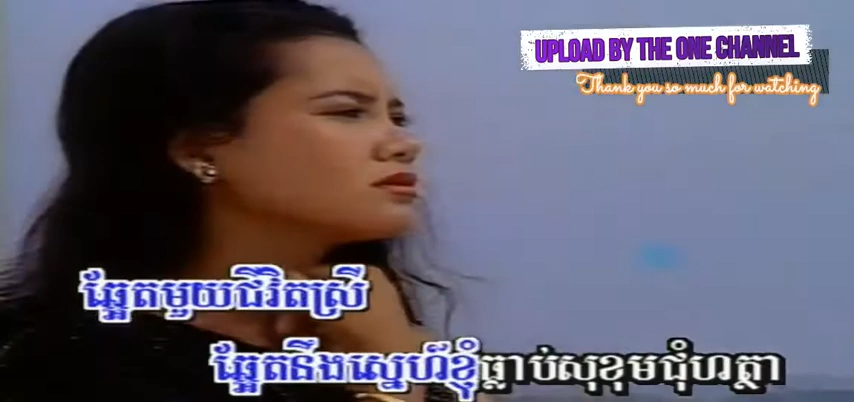 UPLOAD BY THE ONE CHANNEL
Thank you so much for watching
ឆ្អែតមួយជីវិតស្រី
ឆ្អែតនឹងស្នេហ៍ខ្ញុំធ្លាប់សុខុមជុំហត្ថា